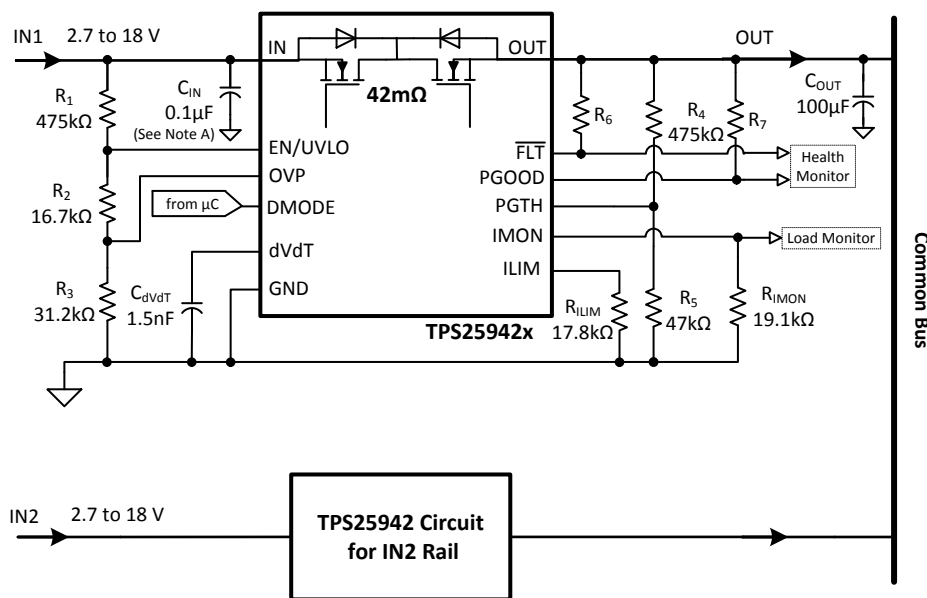 IN1
2.7 to 18 V
R1
475kΩ
CIN
0.1µF
(See Note A)
R2
16.7kΩ
from µC
R3
31.2kΩ
CdVdT
1.5nF
IN
OUT
42mΩ
EN/UVLO
OVP
DMODE
dVdT
GND
FLT
PGOOD
PGTH
IMON
ILIM
TPS25942x
OUT
COUT
100µF
R6
R4
475kΩ
R7
Health
Monitor
Load Monitor
RILIM
17.8kΩ
R5
47kΩ
RIMON
19.1kΩ
Common Bus
IN2
2.7 to 18 V
TPS25942 Circuit
for IN2 Rail